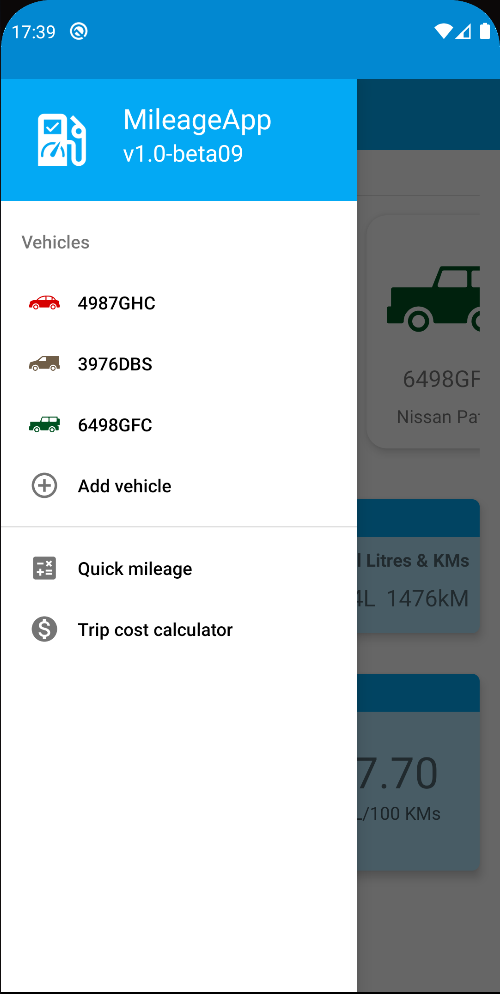 17:39
MileageApp
v1.0-beta09
Vehicles
4987GHC
3976DBS
6498GFC
Add vehicle
Quick mileage
Trip cost calculator
6498GF
Nissan Pat
l Litres & KMs
4L 1476kM
7.70
L/100 KMs